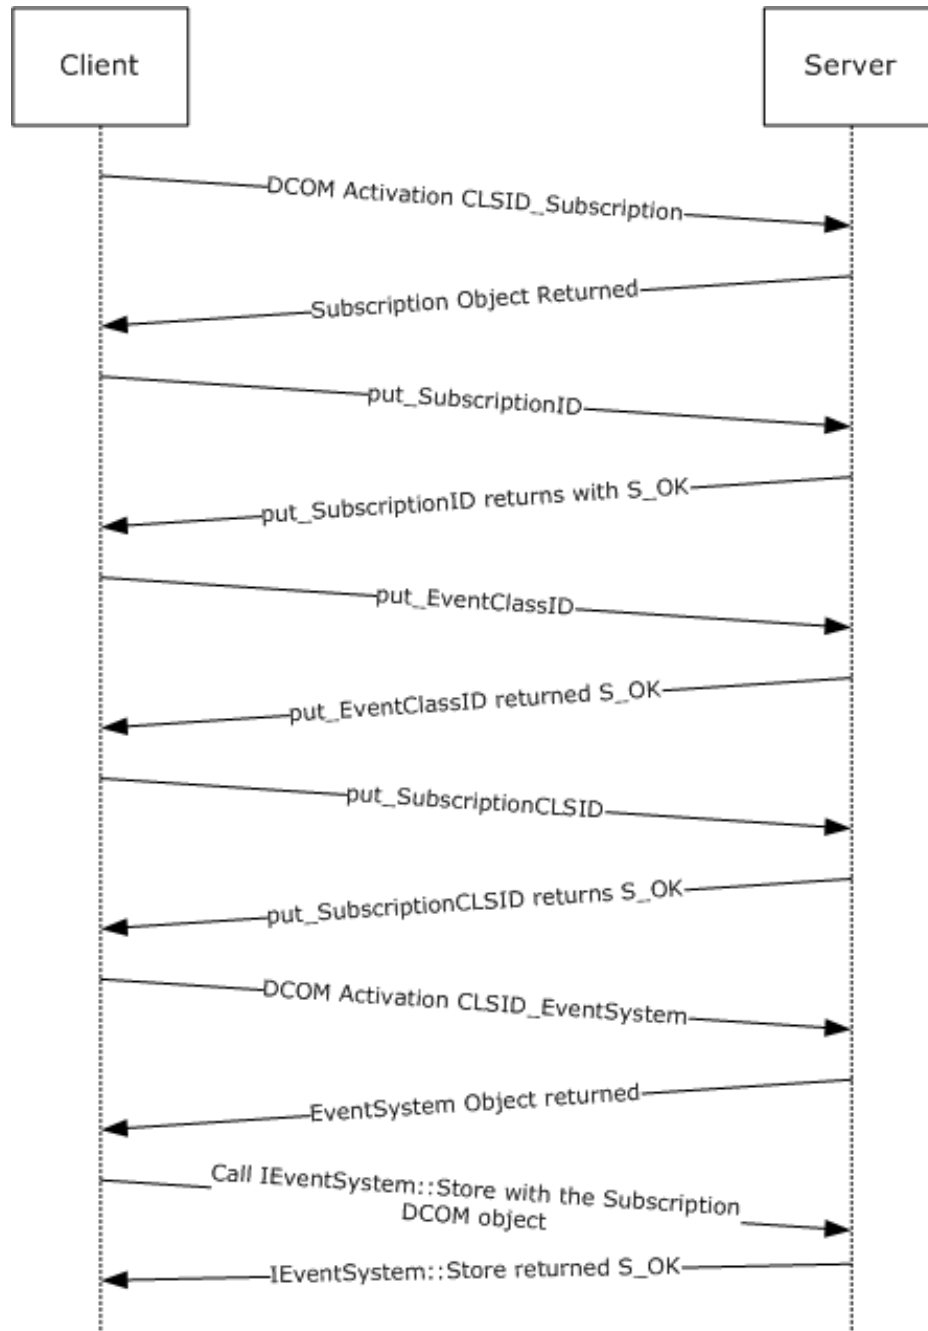 Client
Server
DCOM Activation CLSID_Subscription
Subscription Object Returned
put_SubscriptionID
put_SubscriptionID returns with S_OK
put_EventClassID
put_EventClassID returned S_OK
put_SubscriptionCLSID
put_SubscriptionCLSID returns S_OK
DCOM Activation CLSID_EventSystem
EventSystem Object returned
Call IEventSystem::Store with the Subscription
DCOM object
IEventSystem::Store returned S_OK